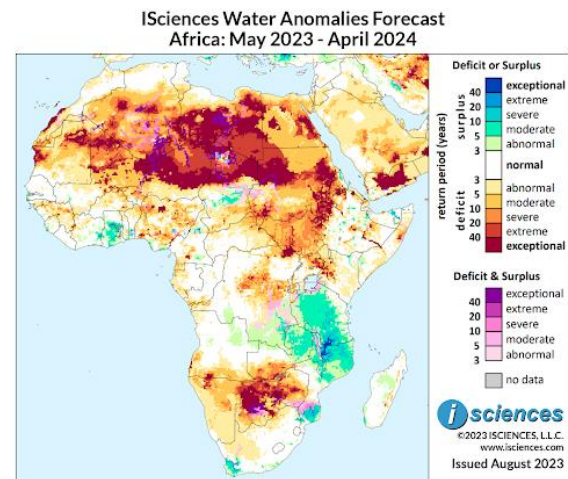 ISciences Water Anomalies Forecast
Africa: May 2023 - April 2024
Deficit or Surplus
return period (years)
surplus
deficit
40
20
10
5
3
3
5
10
20
40
exceptional
extreme
severe
moderate
abnormal
normal
abnormal
moderate
severe
extreme
exceptional
Deficit & Surplus
40
20
10
5
3
exceptional
extreme
severe
moderate
abnormal
no data
isciences
©2023 ISCIENCES, L.L.C.
www.isciences.com
Issued August 2023